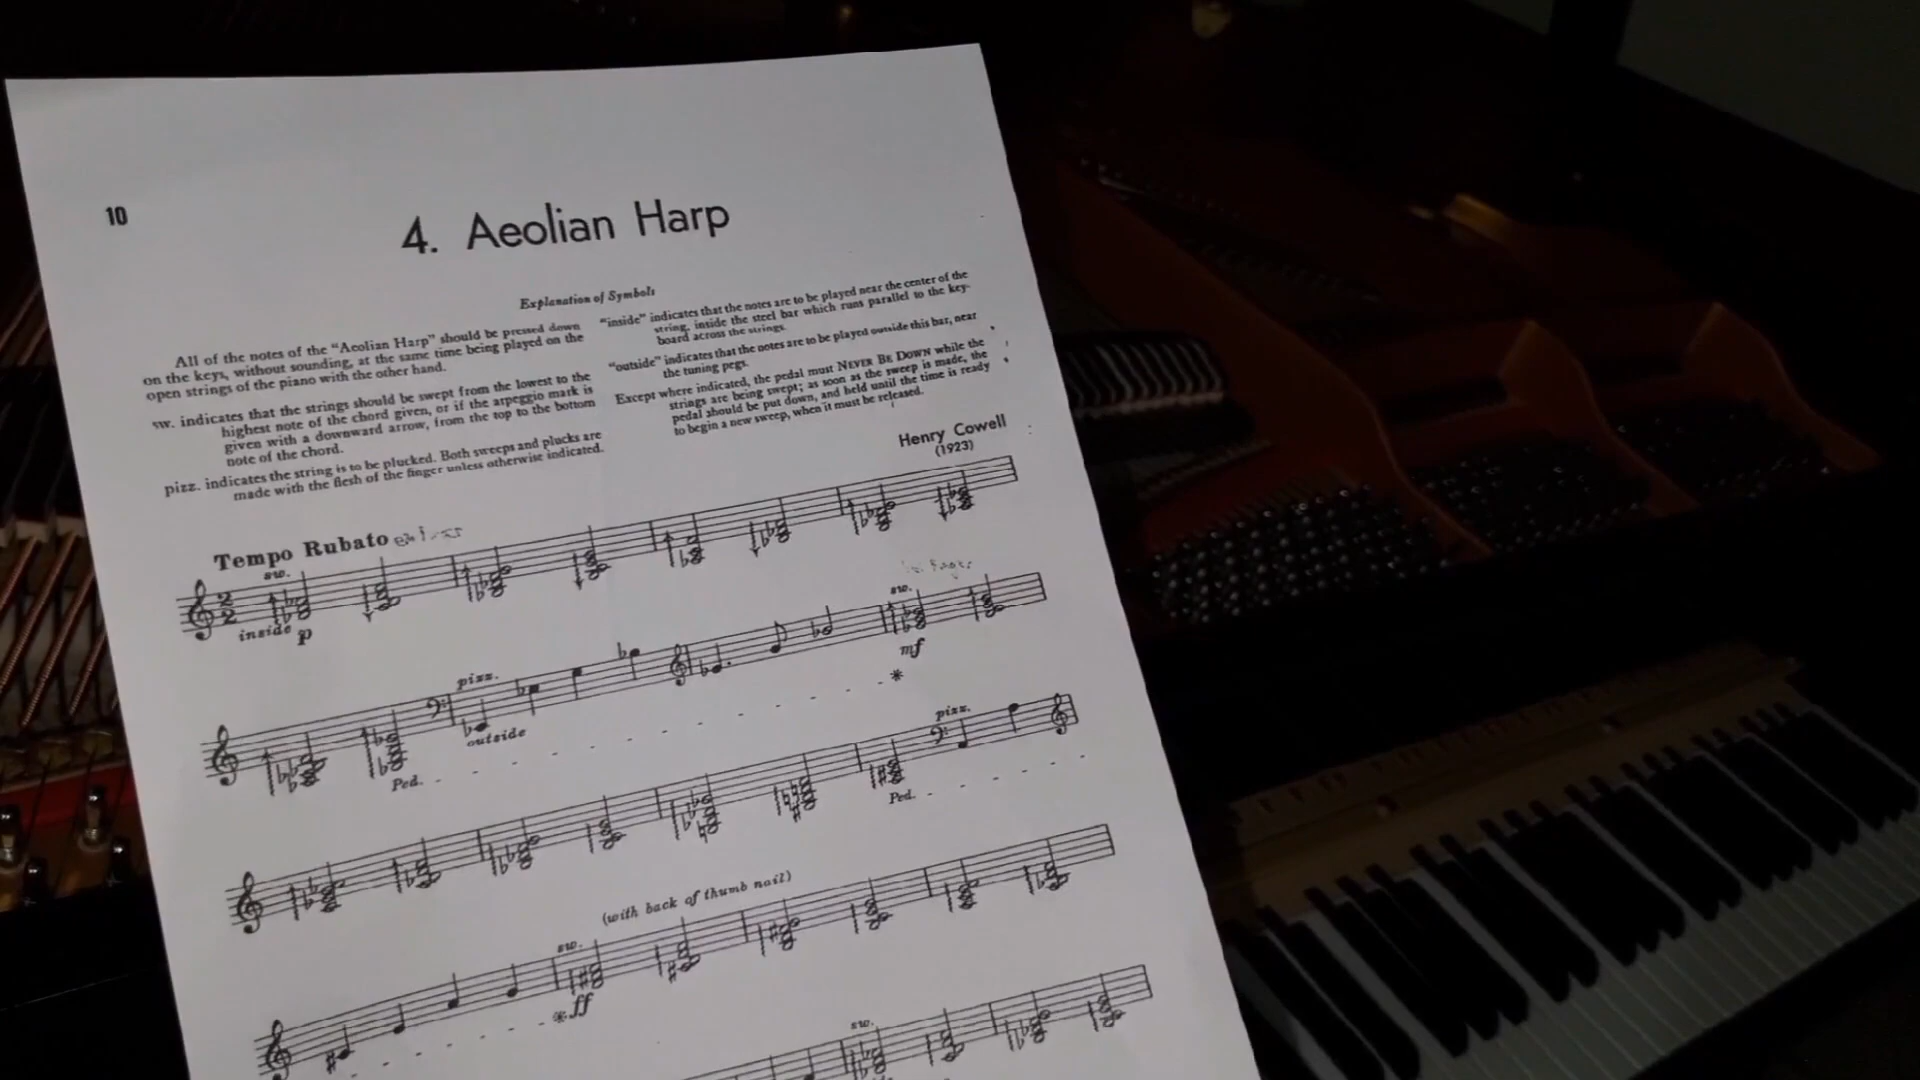 10
4. Aeolian Harp
Explanation of Symbols
All of the notes of the “Aeolian Harp” should be pressed down
on the keys, without sounding, at the same time being played on the
open strings of the piano with the other hand.
sw. indicates that the strings should be swept from the lowest to the
highest note of the chord given, or if the arpeggio mark is
given with a downward arrow, from the top to the bottom
note of the chord.
pizz. indicates the string is to be plucked. Both sweeps and plucks are
made with the flesh of the finger unless otherwise indicated.
“inside” indicates that the notes are to be played near the center of the
string, inside the steel bar which runs parallel to the key-
board across the strings.
“outside” indicates that the notes are to be played outside this bar, near
the tuning pegs.
Except where indicated, the pedal must NEVER BE DOWN while the
strings are being swept; as soon as the sweep is made, the
pedal should be put down, and held until the time is ready
to begin a new sweep, when it must be released.
Henry Cowell
(1923)
Tempo Rubato
sw.
2
2
inside p
sw.
pizz.
outside
mf
Ped.
*
pizz.
Ped.
(with back of thumb nail)
sw.
* ff
sw.